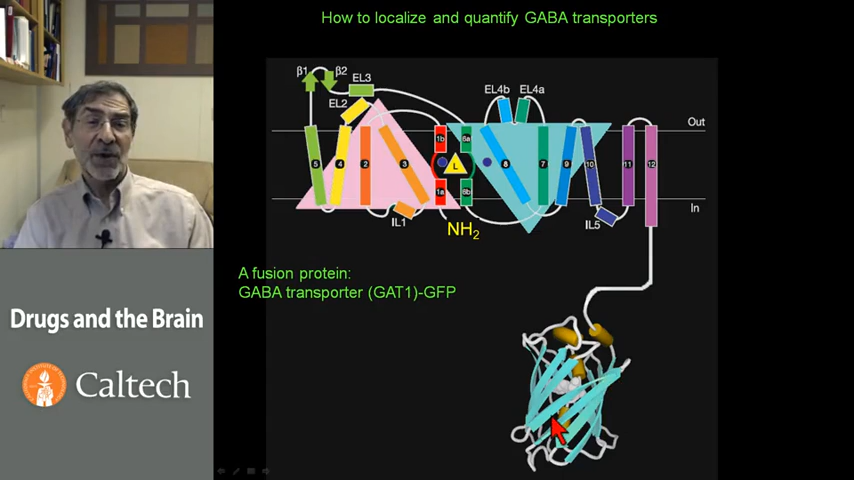 How to localize and quantify GABA transporters
β1 β2
EL3
EL2
EL4b EL4a
Out
1b 6a
5 4 2 3 L 8 7 9 10 11 12
1a 6b
In
IL1
NH2
IL5
A fusion protein:
GABA transporter (GAT1)-GFP
Drugs and the Brain
Caltech